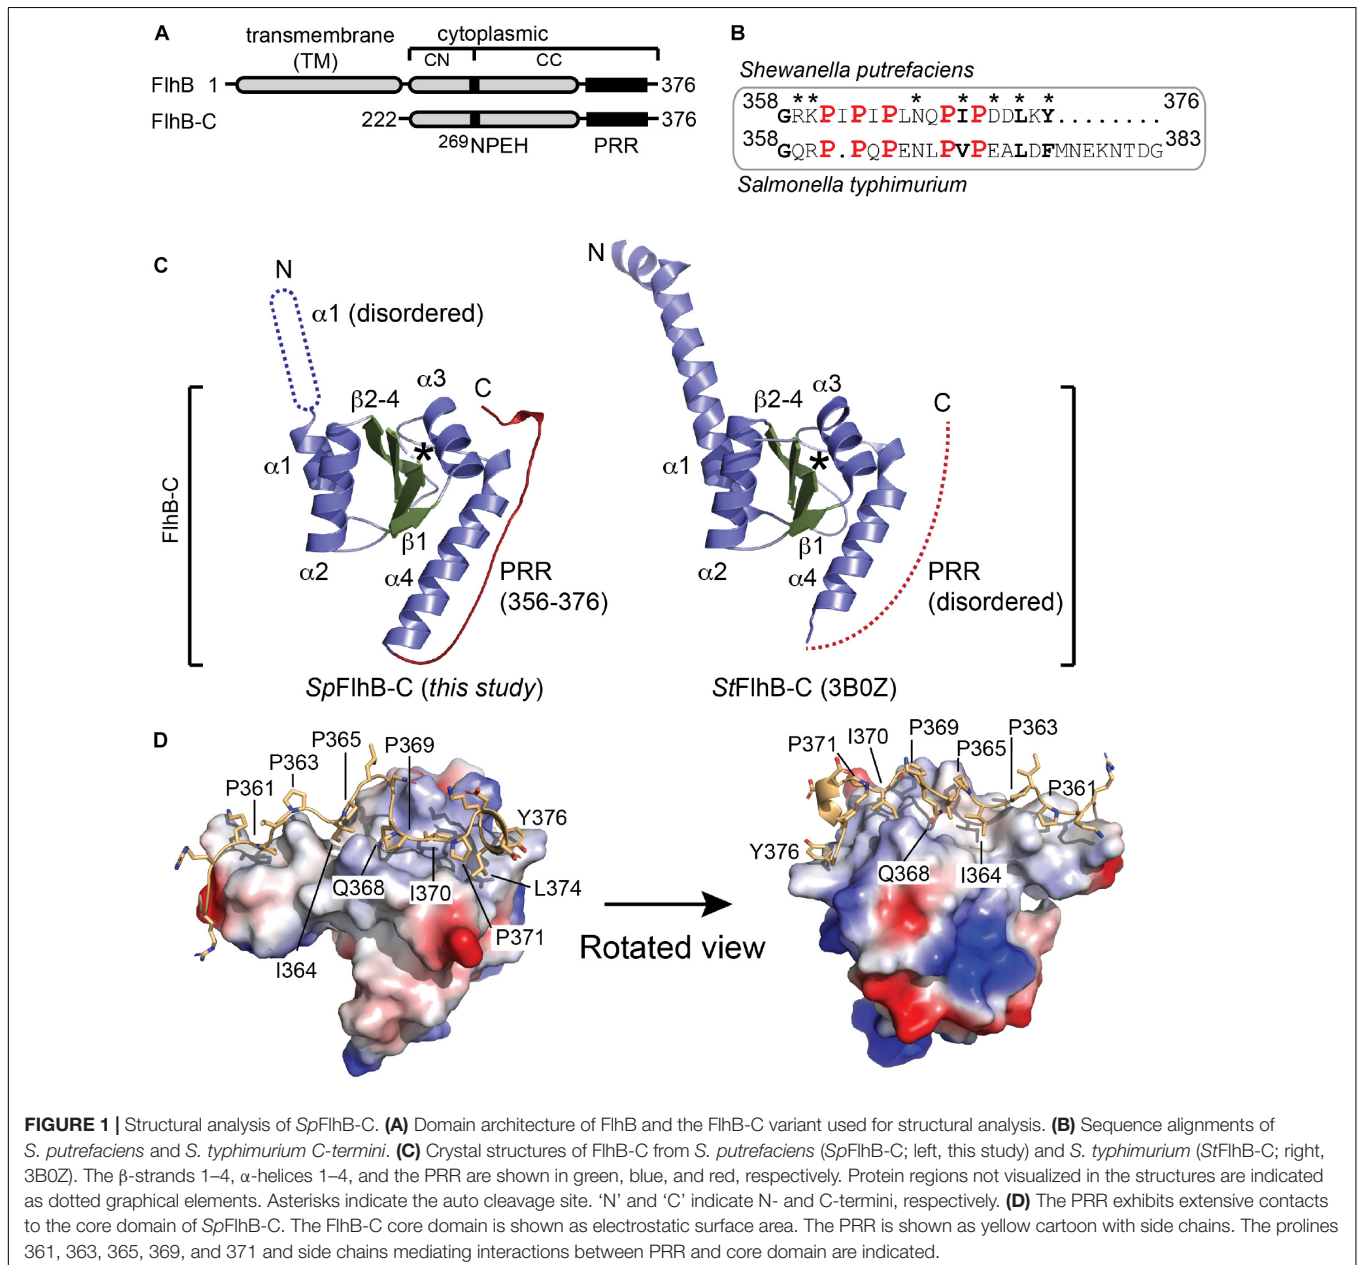 A
transmembrane
(TM)
cytoplasmic
CN
CC
FlhB 1
376
FlhB-C
222
376
269NPEH
PRR
B
Shewanella putrefaciens
** * * * * *
358GRKPIPIPLNQPIPDDLKY........376
358GQRP.PQPENLPVPEALDFMNEKNTDG383
Salmonella typhimurium
C
N
α1 (disordered)
β2-4
α3
C
*
α1
α2
β1
α4
PRR
(356-376)
FlhB-C
SpFlhB-C (this study)
N
β2-4
α3
C
*
α1
α2
β1
α4
PRR
(disordered)
StFlhB-C (3B0Z)
D
P361
P363
P365
P369
Y376
L374
P371
I370
Q368
I364
Rotated view
P371
I370
P369
P365
P363
P361
Y376
Q368
I364
FIGURE 1 | Structural analysis of SpFlhB-C. (A) Domain architecture of FlhB and the FlhB-C variant used for structural analysis. (B) Sequence alignments of
S. putrefaciens and S. typhimurium C-termini. (C) Crystal structures of FlhB-C from S. putrefaciens (SpFlhB-C; left, this study) and S. typhimurium (StFlhB-C; right,
3B0Z). The β-strands 1–4, α-helices 1–4, and the PRR are shown in green, blue, and red, respectively. Protein regions not visualized in the structures are indicated
as dotted graphical elements. Asterisks indicate the auto cleavage site. ‘N’ and ‘C’ indicate N- and C-termini, respectively. (D) The PRR exhibits extensive contacts
to the core domain of SpFlhB-C. The FlhB-C core domain is shown as electrostatic surface area. The PRR is shown as yellow cartoon with side chains. The prolines
361, 363, 365, 369, and 371 and side chains mediating interactions between PRR and core domain are indicated.